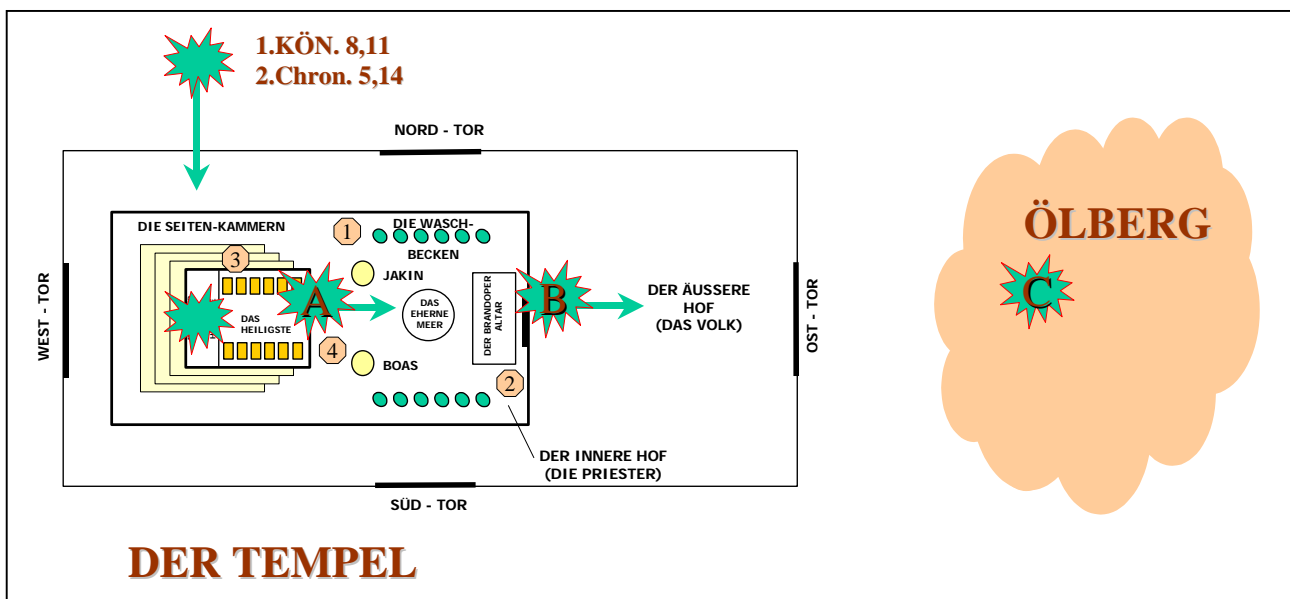 1.KÖN. 8,11
2.Chron. 5,14
NORD - TOR
DIE SEITEN-KAMMERN
1
DIE WASCH-
BECKEN
3
JAKIN
ÖLBERG
WEST - TOR
A
DAS
HEILIGSTE
DAS
EHERNE
MEER
DER BRANDOOPER
ALTAR
B
DER ÄUSSERE
HOF
(DAS VOLK)
OST - TOR
C
4
BOAS
2
DER INNERE HOF
(DIE PRIESTER)
SÜD - TOR
DER TEMPEL